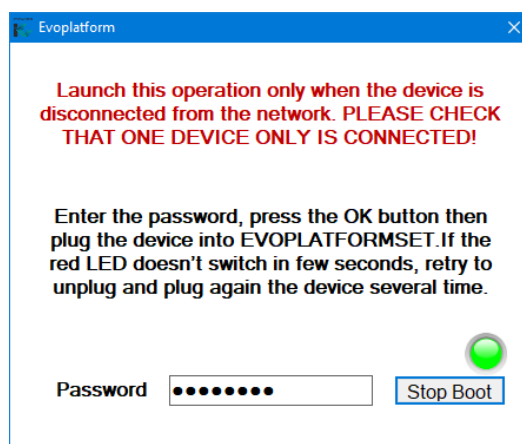 Evoplatform
Launch this operation only when the device is
disconnected from the network. PLEASE CHECK
THAT ONE DEVICE ONLY IS CONNECTED!
Enter the password, press the OK button then
plug the device into EVOPLATFORMSET.If the
red LED doesn't switch in few seconds, retry to
unplug and plug again the device several time.
Password ●●●●●●●● Stop Boot